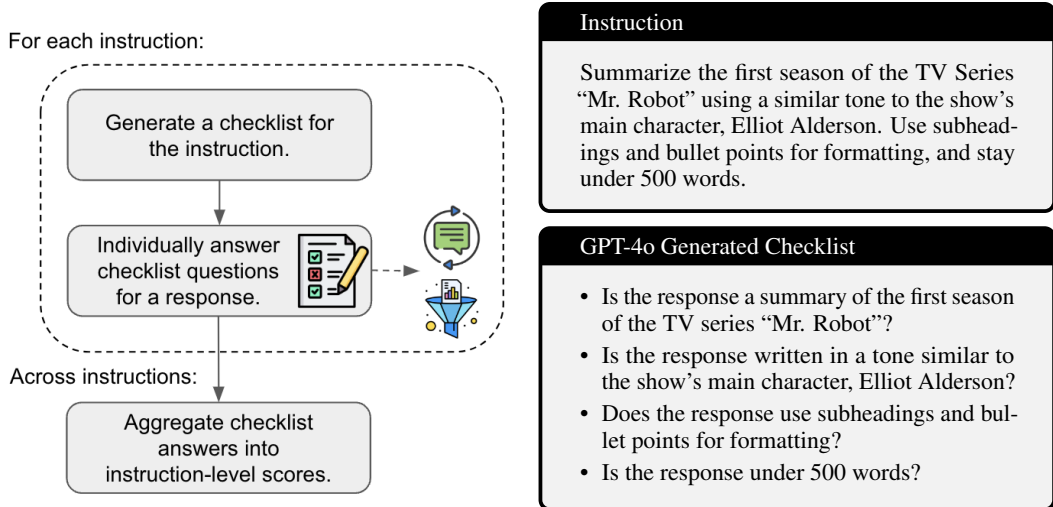 For each instruction:
Generate a checklist for
the instruction.
Individually answer
checklist questions
for a response.
Across instructions:
Aggregate checklist
answers into
instruction-level scores.
Instruction
Summarize the first season of the TV Series
“Mr. Robot” using a similar tone to the show’s
main character, Elliot Alderson. Use subhead-
ings and bullet points for formatting, and stay
under 500 words.
GPT-4o Generated Checklist
• Is the response a summary of the first season
of the TV series “Mr. Robot”?
• Is the response written in a tone similar to
the show’s main character, Elliot Alderson?
• Does the response use subheadings and bul-
let points for formatting?
• Is the response under 500 words?